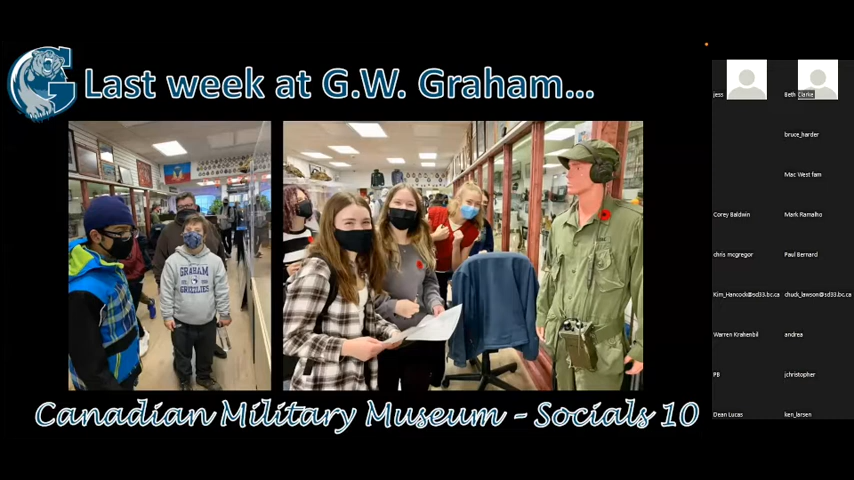 Last week at G.W. Graham...
GRAHAM
GRIZZLIES
Canadian Military Museum - Socials 10
jess
Beth Clarke
bruce_harder
Mac West fam
Corey Baldwin
Mark Ramalho
chris mcgregor
Paul Bernard
Kim_Hancock@sd33.bc.ca
chuck_lawson@sd33.bc.ca
Warren Krahenbil
andrea
PB
jchristopher
Dean Lucas
ken_larsen